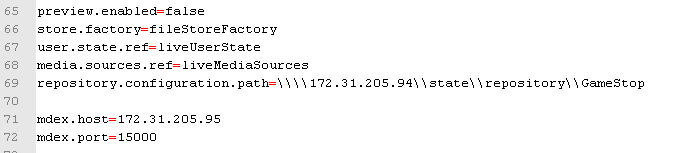 65 preview.enabled=false
66 store.factory=fileStoreFactory
67 user.state.ref=liveUserState
68 media.sources.ref=liveMediaSources
69 repository.configuration.path=\\\\172.31.205.94\\state\\repository\\GameStop
70
71 mdex.host=172.31.205.95
72 mdex.port=15000